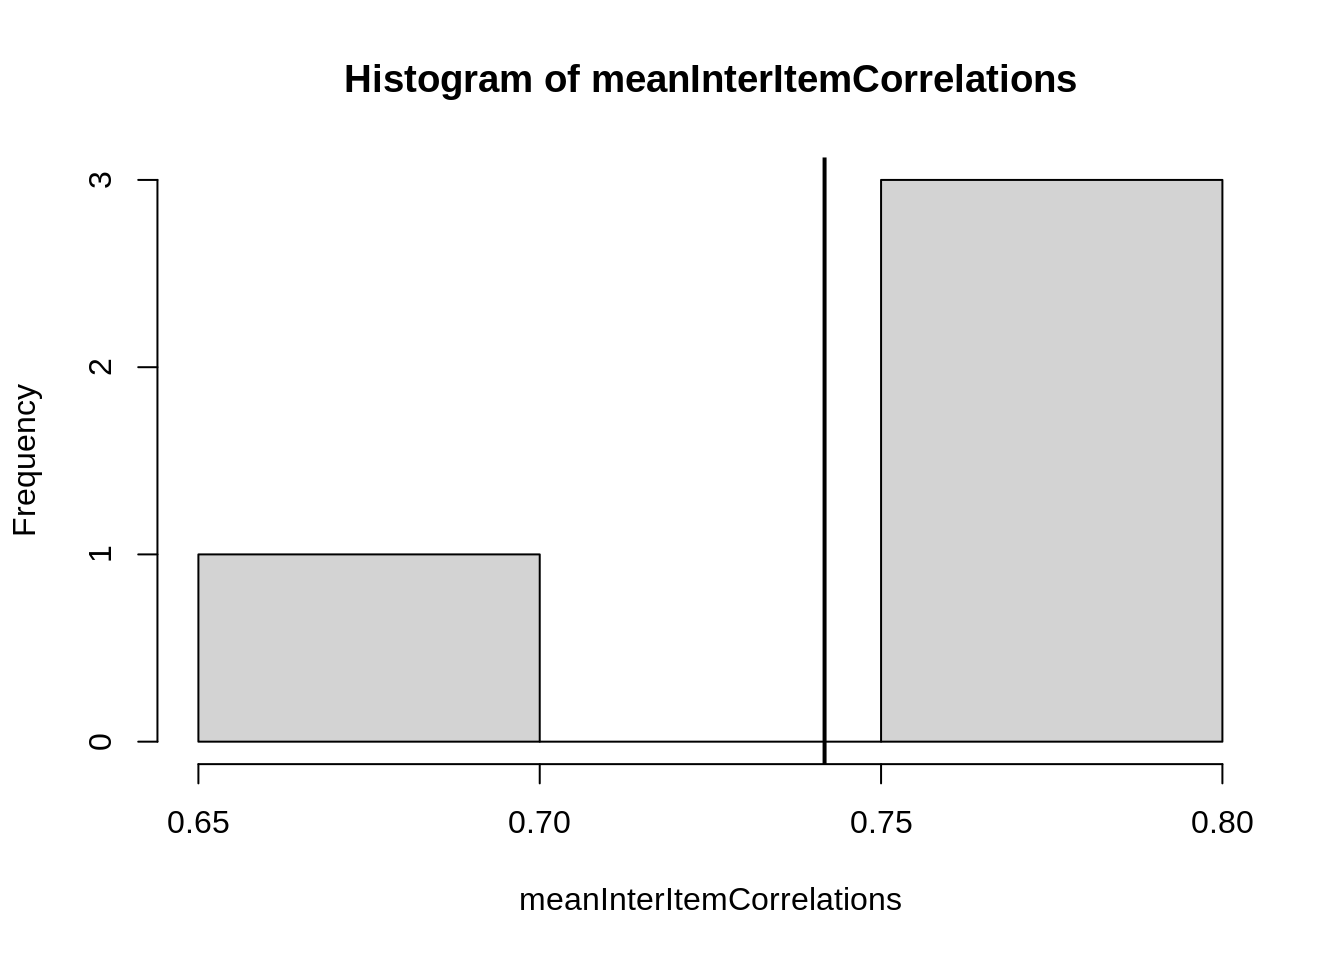 Histogram of meanInterItemCorrelations
Frequency
3
2
1
0
0.65 0.70 0.75 0.80
meanInterItemCorrelations